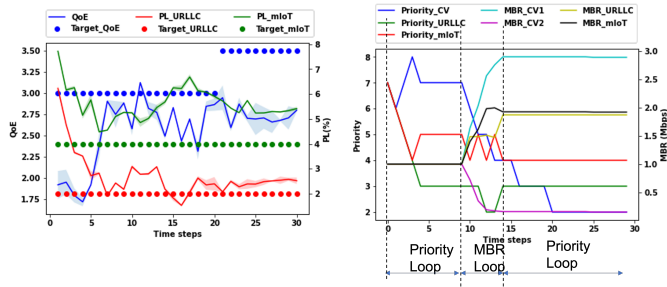 QoE
Target_QoE
PL_URLLC
Target_URLLC
PL_mIoT
Target_mIoT
3.50
3.25
3.00
2.75
2.50
2.25
2.00
1.75
QoE
8
7
6
5
4
3
2
PL(%)
0 5 10 15 20 25 30
Time steps
Priority_CV
Priority_URLLC
Priority_mIoT
MBR_CV1
MBR_CV2
MBR_URLLC
MBR_mIoT
8
7
6
5
4
3
2
Priority
3.0
2.5
2.0
1.5
1.0
0.5
MBR (Mbps)
0 5 10 15 20 25 30
Time steps
Priority Loop
MBR Loop
Priority Loop